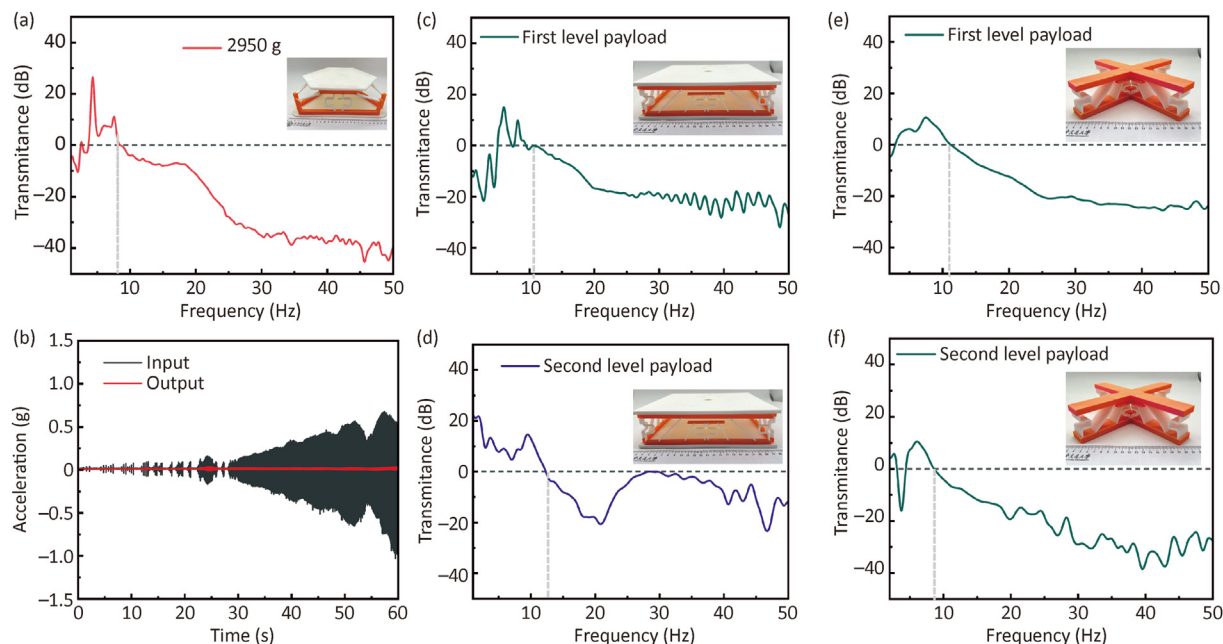 (a)
2950 g
Transmitance (dB)
40
20
0
−20
−40
10
20
30
40
50
Frequency (Hz)
(c)
First level payload
Transmitance (dB)
40
20
0
−20
−40
10
20
30
40
50
Frequency (Hz)
(e)
First level payload
Transmitance (dB)
40
20
0
−20
−40
10
20
30
40
50
Frequency (Hz)
(b)
Input
Output
Acceleration (g)
1.5
1.0
0.5
0
−0.5
−1.0
−1.5
0
10
20
30
40
50
60
Time (s)
(d)
Second level payload
Transmitance (dB)
40
20
0
−20
−40
10
20
30
40
50
Frequency (Hz)
(f)
Second level payload
Transmitance (dB)
40
20
0
−20
−40
10
20
30
40
50
Frequency (Hz)